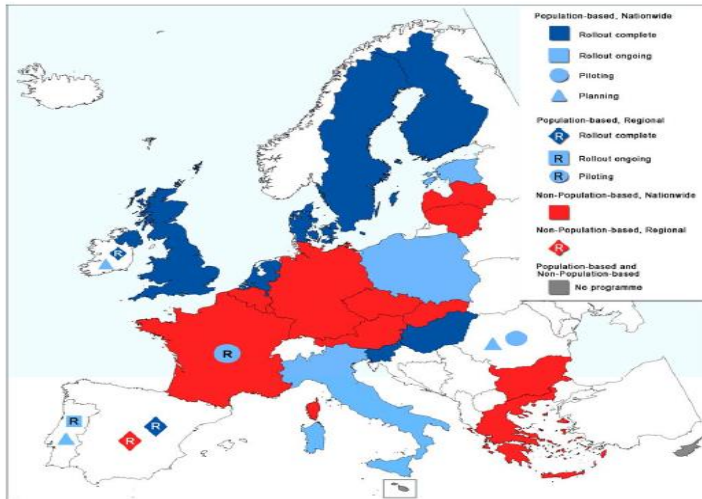 Population-based, Nationwide
Rollout complete
Rollout ongoing
Piloting
Planning
Population-based, Regional
R Rollout complete
R Rollout ongoing
R Piloting
Non-Population-based, Nationwide
Non-Population-based, Regional
R
Population-based and
Non-Population-based
No programme
R
R
R
R
R